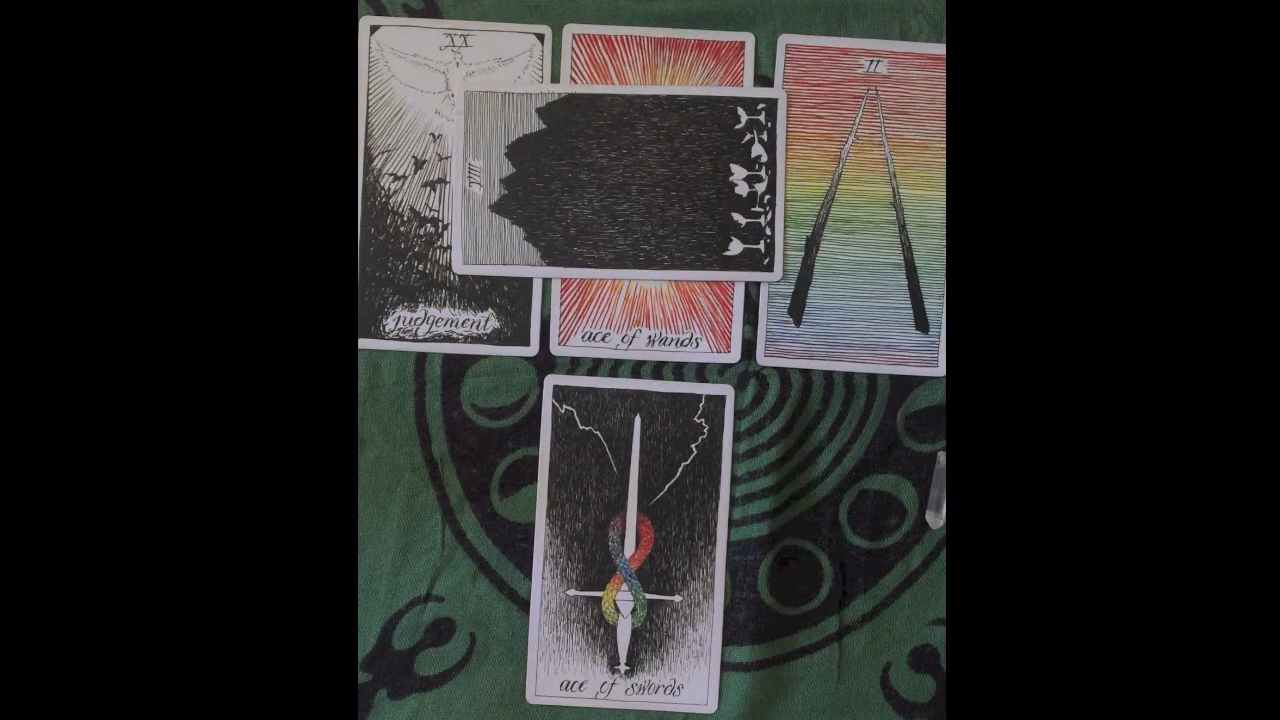 XX
II
VIII
judgement
ace of wands
ace of swords